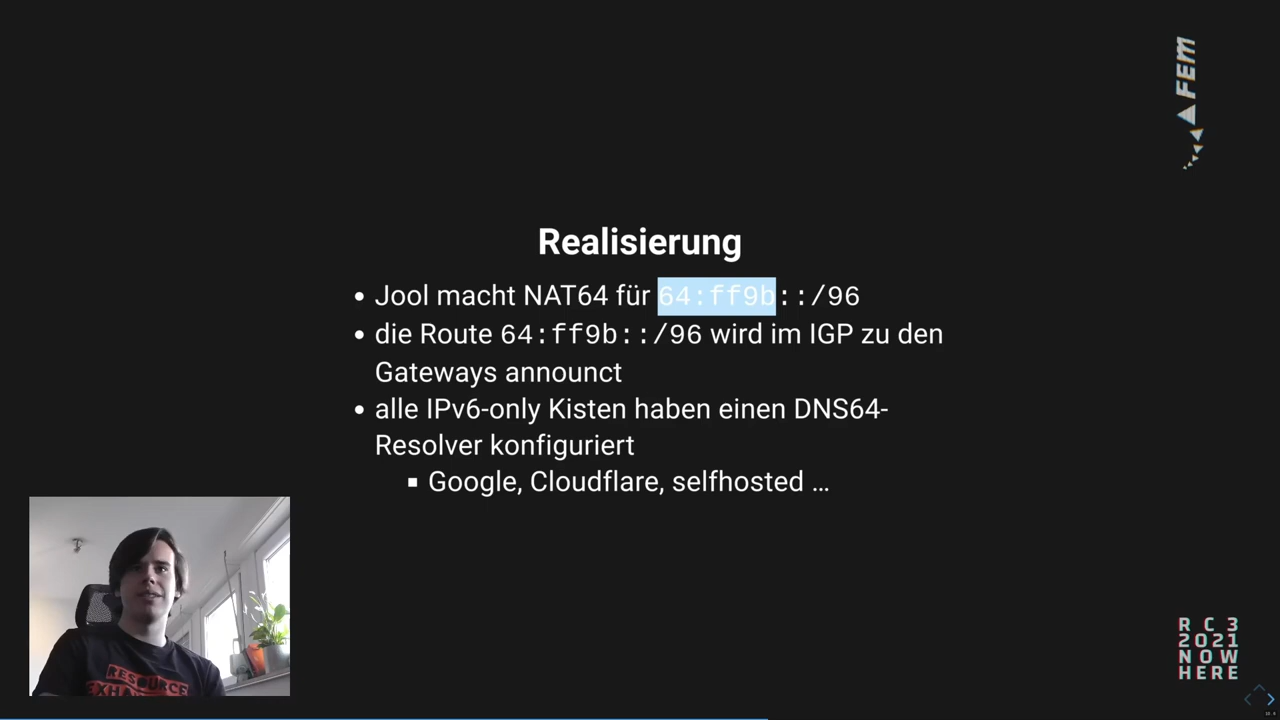 FEM
Realisierung
Jool macht NAT64 für 64:ff9b::/96
die Route 64:ff9b::/96 wird im IGP zu den
Gateways announct
alle IPv6-only Kisten haben einen DNS64-
Resolver konfiguriert
Google, Cloudflare, selfhosted …
RESOURCE
RC3
2021
NOW
HERE